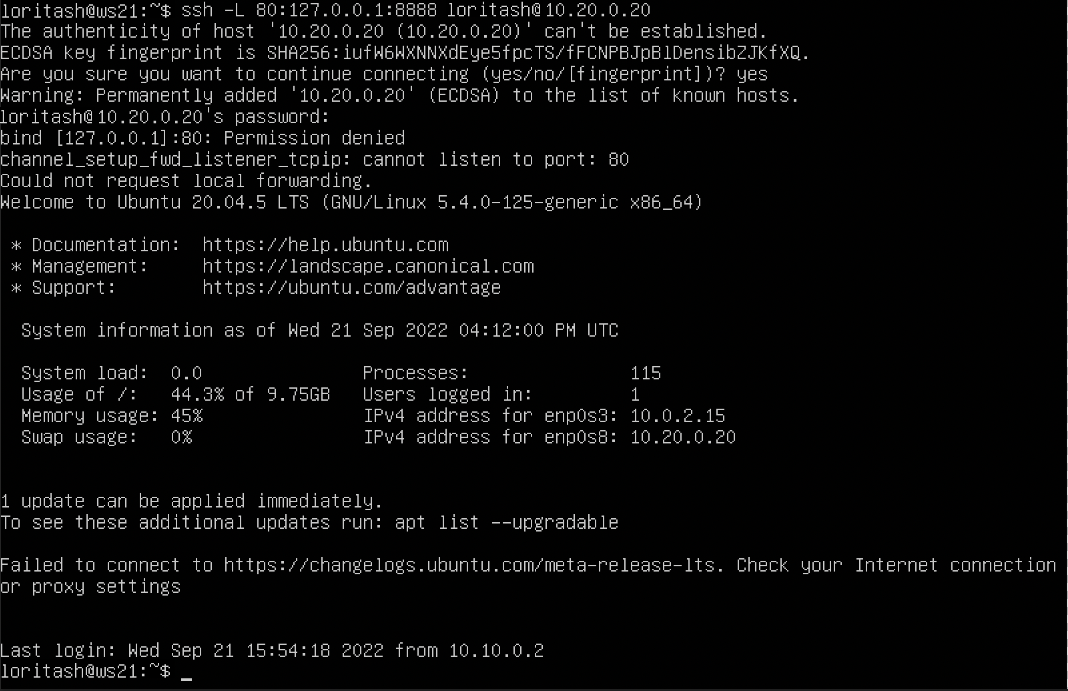 loritash@ws21:~$ ssh -L 80:127.0.0.1:8888 loritash@10.20.0.20
The authenticity of host '10.20.0.20 (10.20.0.20)' can't be established.
ECDSA key fingerprint is SHA256:iufW6WXNNXdEye5fpcTS/fFCNPBJpBlDensibZJKfXQ.
Are you sure you want to continue connecting (yes/no/[fingerprint])? yes
Warning: Permanently added '10.20.0.20' (ECDSA) to the list of known hosts.
loritash@10.20.0.20's password:
bind [127.0.0.1]:80: Permission denied
channel_setup_fwd_listener_tcpip: cannot listen to port: 80
Could not request local forwarding.
Welcome to Ubuntu 20.04.5 LTS (GNU/Linux 5.4.0-125-generic x86_64)
* Documentation:  https://help.ubuntu.com
* Management:     https://landscape.canonical.com
* Support:        https://ubuntu.com/advantage
System information as of Wed 21 Sep 2022 04:12:00 PM UTC
System load:  0.0               Processes:               115
Usage of /:   44.3% of 9.75GB   Users logged in:         1
Memory usage: 45%               IPv4 address for enp0s3: 10.0.2.15
Swap usage:   0%                IPv4 address for enp0s8: 10.20.0.20
1 update can be applied immediately.
To see these additional updates run: apt list --upgradable
Failed to connect to https://changelogs.ubuntu.com/meta-release-lts. Check your Internet connection
or proxy settings
Last login: Wed Sep 21 15:54:18 2022 from 10.10.0.2
loritash@ws21:~$ _